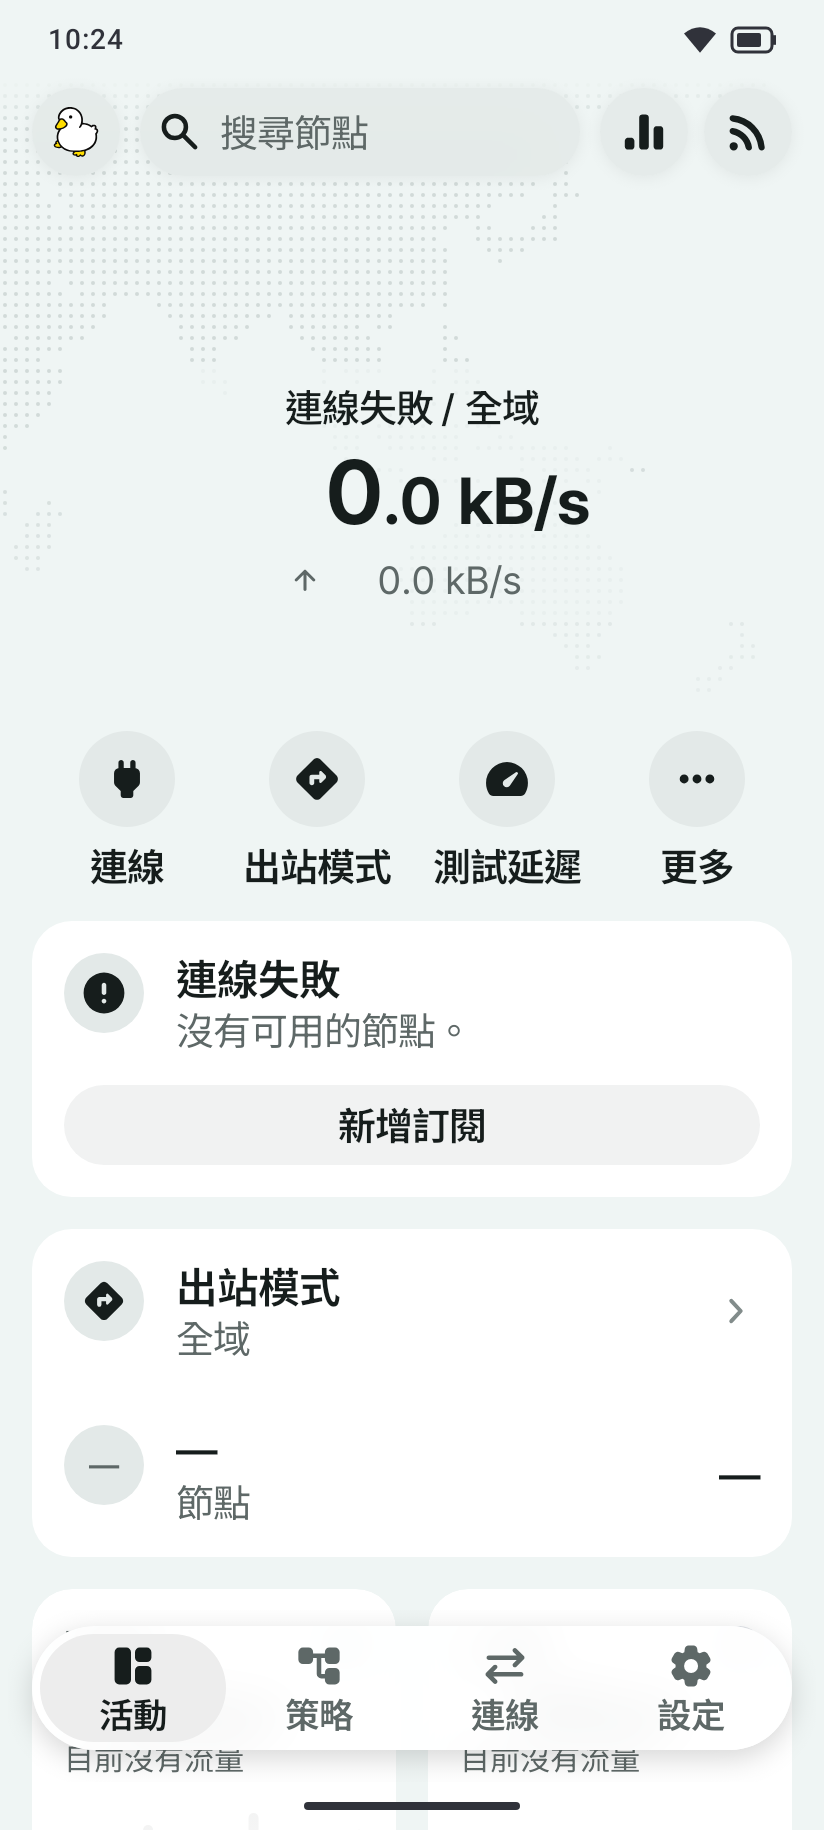 10:24
搜尋節點
連線失敗 / 全域
0.0 kB/s
↑ 0.0 kB/s
連線 出站模式 測試延遲 更多
連線失敗
沒有可用的節點。
新增訂閱
出站模式
全域
—
節點
—
活動 策略 連線 設定
目前沒有流量 目前沒有流量